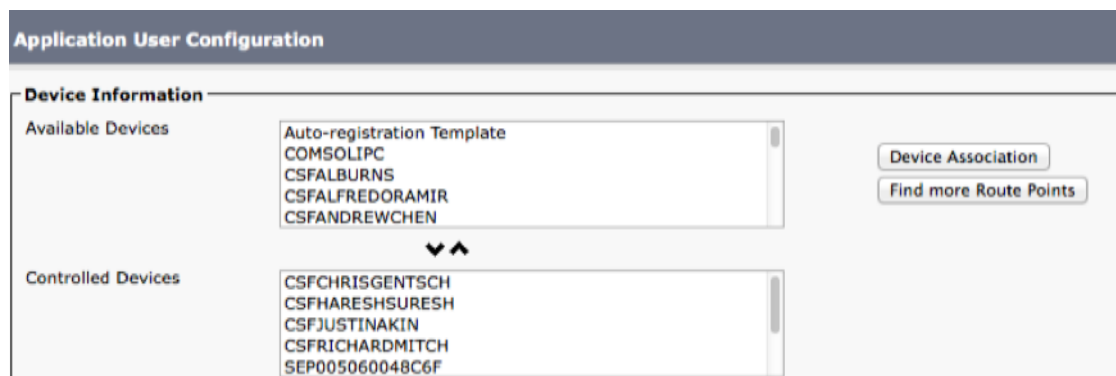 Application User Configuration
Device Information
Available Devices
Auto-registration Template
COMSOLIPC
CSFALBURNS
CSFALFREDORAMIR
CSFANDREWCHEN
Device Association
Find more Route Points
Controlled Devices
CSFCHRISGENTSCH
CSFHARESHSURESH
CSFJUSTINAKIN
CSFRICHARDMITCH
SEP005060048C6F